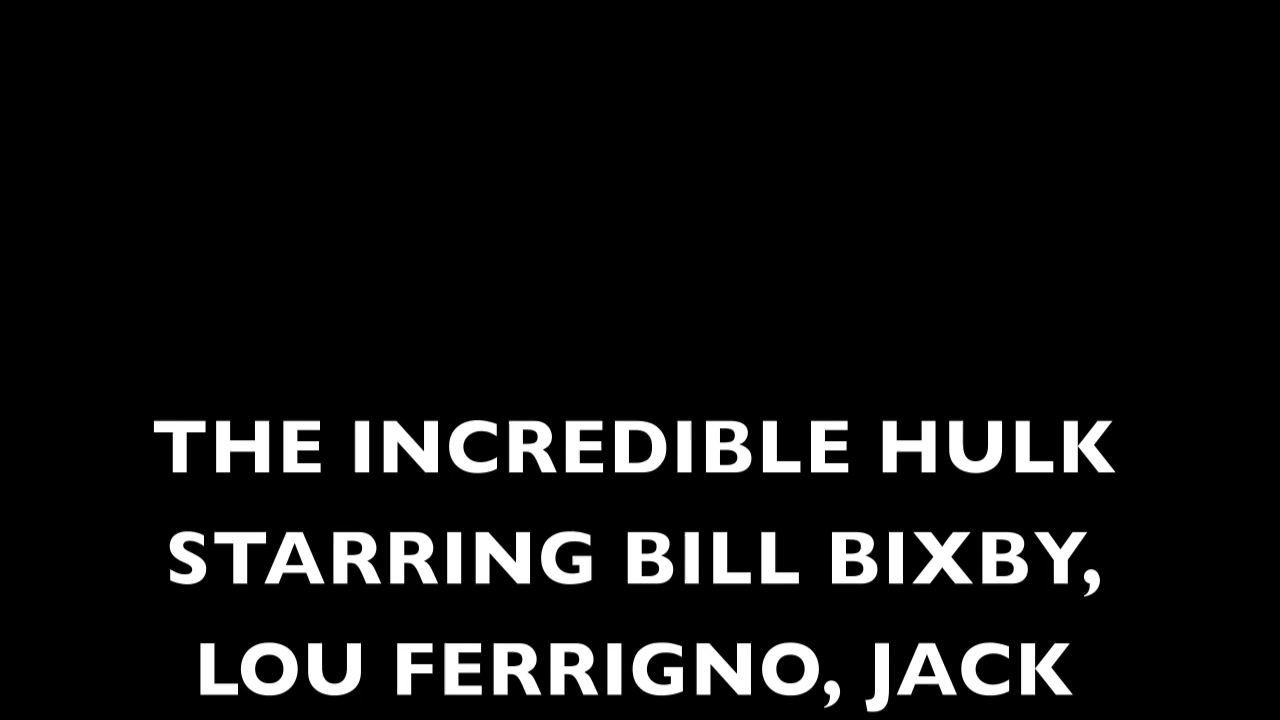 THE INCREDIBLE HULK
STARRING BILL BIXBY,
LOU FERRIGNO, JACK